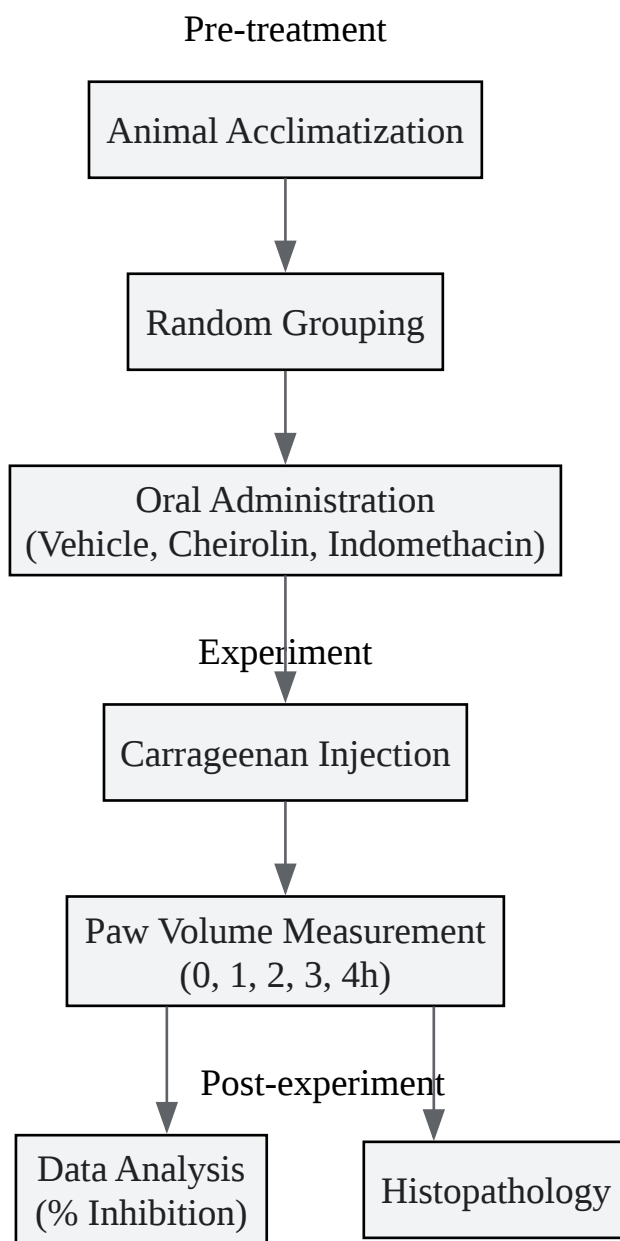 Pre-treatment
Animal Acclimatization
Random Grouping
Oral Administration
(Vehicle, Cheirolin, Indomethacin)
Experiment
Carrageenan Injection
Paw Volume Measurement
(0, 1, 2, 3, 4h)
Post-experiment
Data Analysis
(% Inhibition)
Histopathology